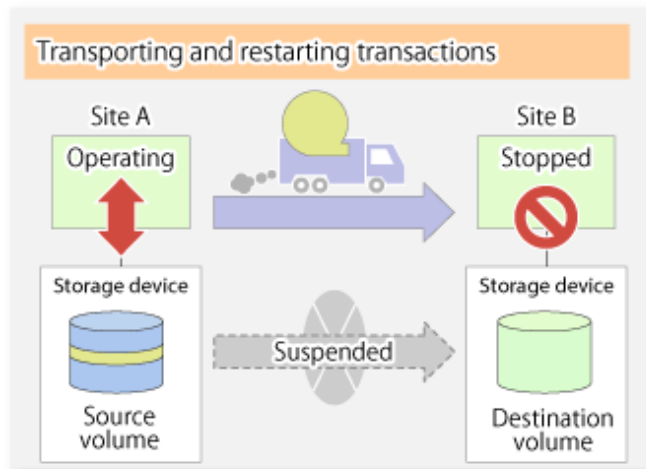 Transporting and restarting transactions
Site A
Site B
Operating
Stopped
Storage device
Storage device
Suspended
Source
volume
Destination
volume